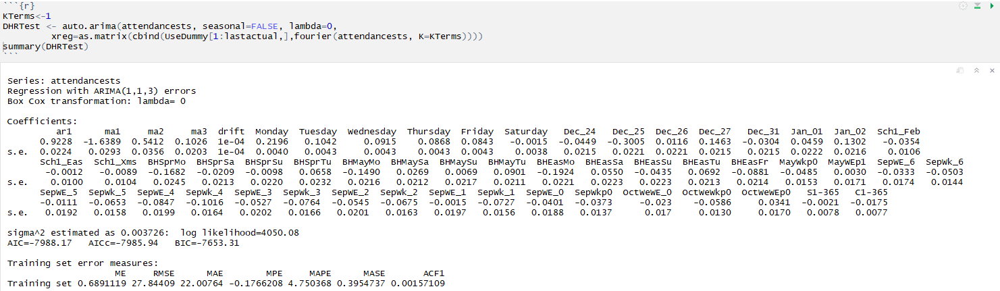 ```{r}
KTerms<-1
DHRTest <- auto.arima(attendancests, seasonal=FALSE, lambda=0,
xreg=as.matrix(cbind(UseDummy[1:lastactual,],fourier(attendancests, K=KTerms))))
summary(DHRTest)
```
Series: attendancests
Regression with ARIMA(1,1,3) errors
Box Cox transformation: lambda= 0
Coefficients:
ar1 ma1 ma2 ma3 drift Monday Tuesday Wednesday Thursday Friday Saturday Dec_24 Dec_25 Dec_26 Dec_27 Dec_31 Jan_01 Jan_02 Sch1_Feb
0.9228 -1.6389 0.5412 0.1026 1e-04 0.2196 0.1042 0.0915 0.0868 0.0843 -0.0015 -0.0449 -0.3005 0.0116 0.1463 -0.0304 0.0459 0.1302 -0.0354
s.e. 0.0224 0.0293 0.0356 0.0203 1e-04 0.0040 0.0043 0.0043 0.0043 0.0043 0.0038 0.0215 0.0221 0.0221 0.0221 0.0215 0.0222 0.0216 0.0106
Sch1_Eas Sch1_Xms BHSprMo BHSprSa BHSprSu BHSprTu BHMayMo BHMaySa BHMaySu BHMayTu BHEasMo BHEasSa BHEasSu BHEasTu BHEasFr MayWkp0 MayWEp1 SepWE_6 SepWk_6
-0.0012 -0.0089 -0.1682 -0.0209 -0.0098 0.0658 -0.1490 0.0269 0.0069 0.0901 -0.1924 0.0550 -0.0435 0.0692 -0.0881 -0.0485 0.0030 -0.0333 -0.0503
s.e. 0.0100 0.0104 0.0245 0.0213 0.0220 0.0232 0.0216 0.0212 0.0217 0.0211 0.0221 0.0223 0.0223 0.0213 0.0214 0.0153 0.0171 0.0174 0.0144
SepWE_5 SepWk_5 SepWE_4 SepWk_4 SepWE_3 SepWk_3 SepWE_2 SepWk_2 SepWE_1 SepWk_1 SepWE_0 SepWkp0 OctWeWE_0 OctWeWkp0 OctWeWEp0 S1-365 C1-365
-0.0111 -0.0653 -0.0847 -0.1016 -0.0527 -0.0764 -0.0545 -0.0675 -0.0015 -0.0727 -0.0401 -0.0373 -0.023 -0.0586 0.0341 -0.0021 -0.0175
s.e. 0.0192 0.0158 0.0199 0.0164 0.0202 0.0166 0.0201 0.0163 0.0197 0.0156 0.0188 0.0137 0.017 0.0130 0.0170 0.0078 0.0077
sigma^2 estimated as 0.003726: log likelihood=4050.08
AIC=-7988.17 AICc=-7985.94 BIC=-7653.31
Training set error measures:
ME RMSE MAE MPE MAPE MASE ACF1
Training set 0.6891119 27.84409 22.00764 -0.1766208 4.750368 0.3954737 0.00157109